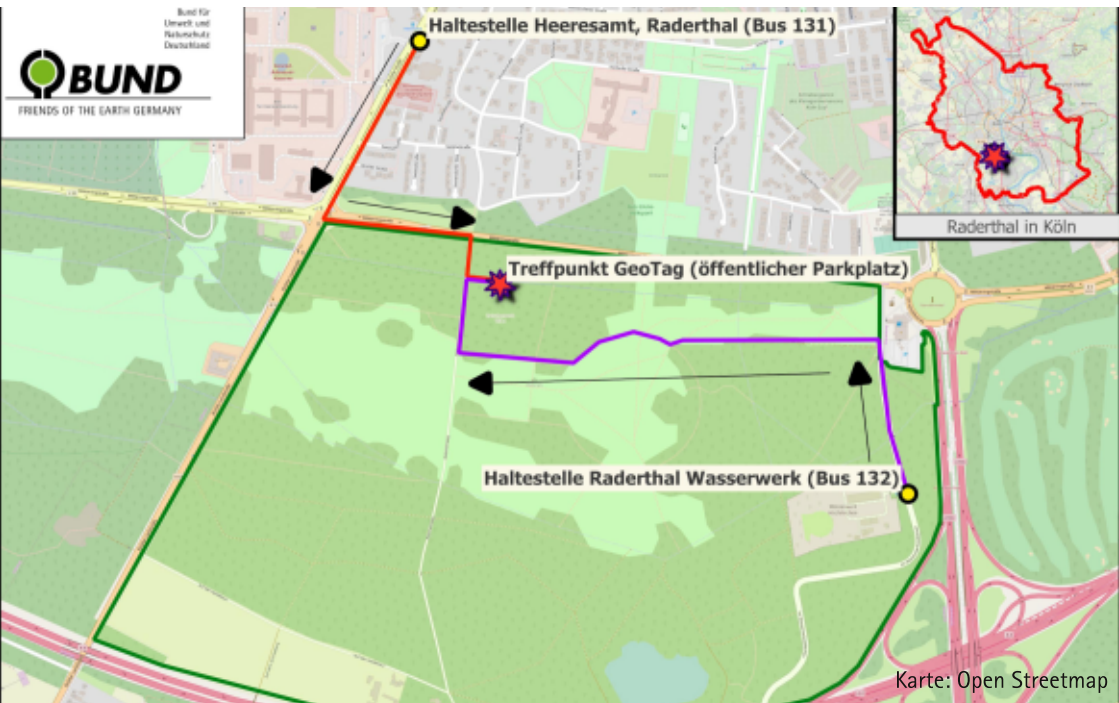 Bund für
Umwelt und
Naturschutz
Deutschland
BUND
FRIENDS OF THE EARTH GERMANY
Haltestelle Heeresamt, Raderthal (Bus 131)
Raderthal in Köln
Treffpunkt GeoTag (öffentlicher Parkplatz)
Haltestelle Raderthal Wasserwerk (Bus 132)
Karte: Open Streetmap